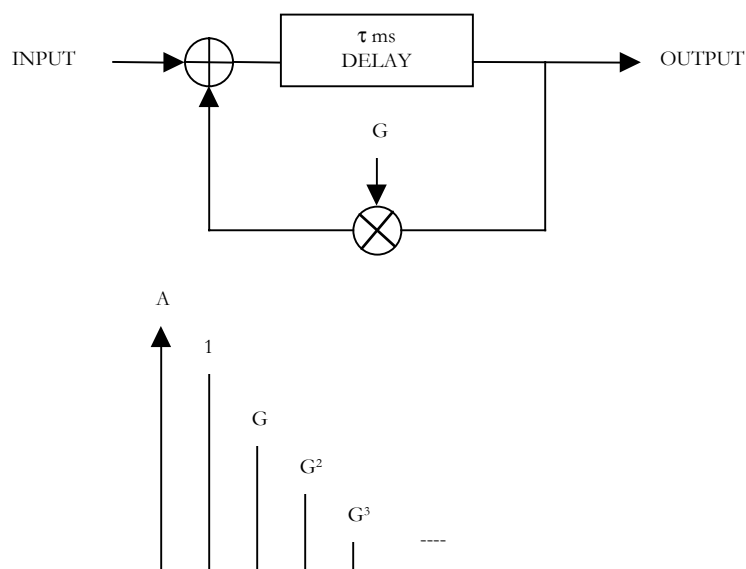 τ ms
INPUT DELAY OUTPUT
G
A
1
G
G²
G³
----